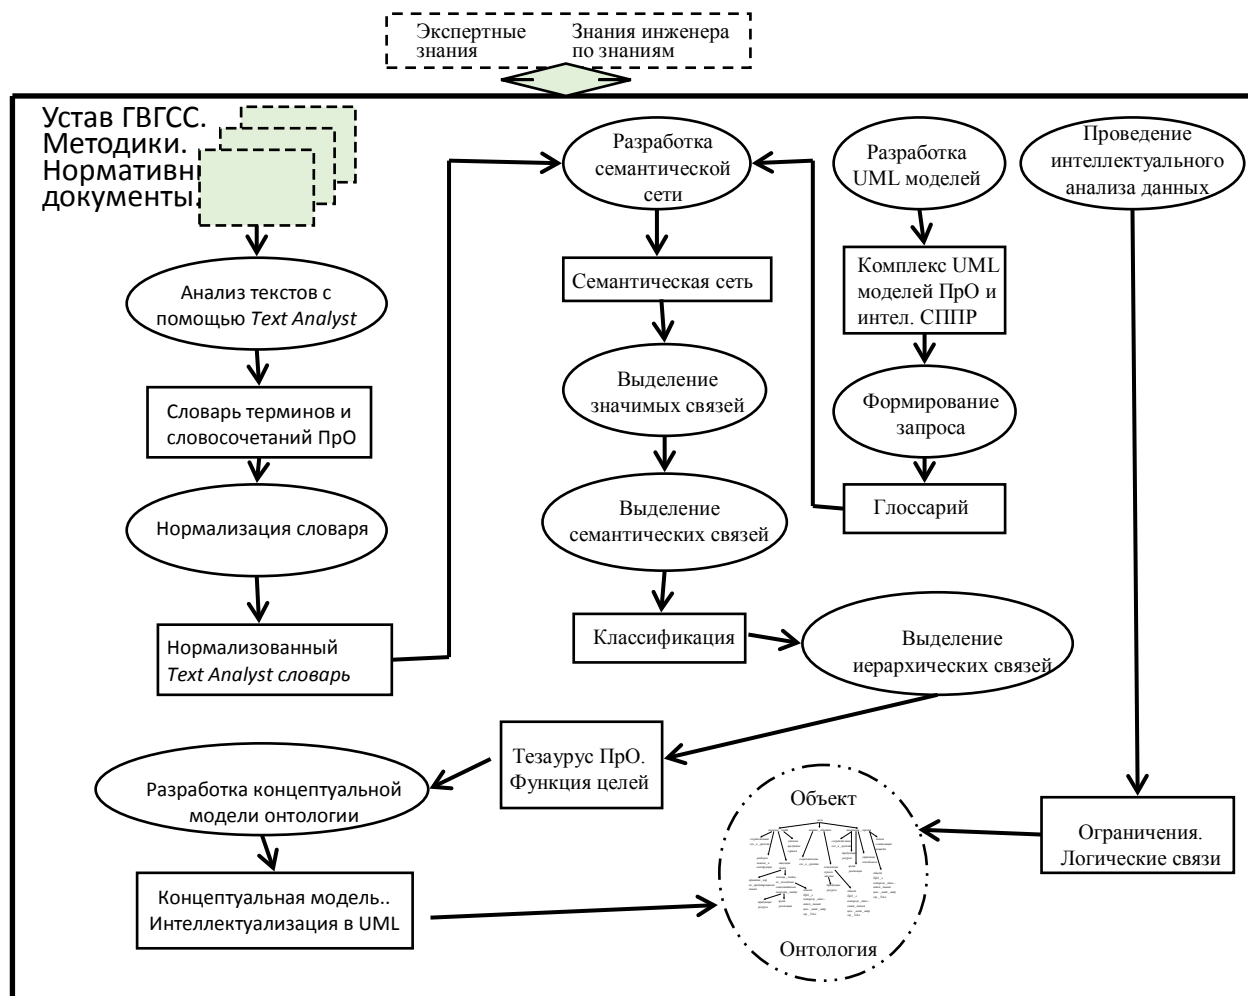 Экспертные
знания
Знания инженера
по знаниям
Устав ГВГСС.
Методики.
Нормативн
документы.
Анализ текстов с
помощью Text Analyst
Словарь терминов и
словосочетаний ПрО
Нормализация словаря
Нормализованный
Text Analyst словарь
Разработка
семантической
сети
Семантическая сеть
Выделение
значимых связей
Выделение
семантических связей
Классификация
Разработка
UML моделей
Комплекс UML
моделей ПрО и
интел. СППР
Формирование
запроса
Глоссарий
Проведение
интеллектуального
анализа данных
Выделение
иерархических связей
Тезаурус ПрО.
Функция целей
Разработка концептуальной
модели онтологии
Концептуальная модель..
Интеллектуализация в UML
Объект
Онтология
Ограничения.
Логические связи